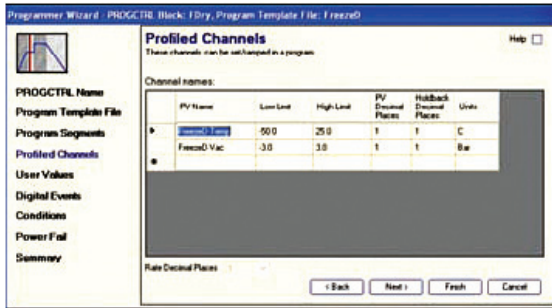 Programmer Wizard - PROGCTRL Block: FDry, Program Template File: FreezeD
Profiled Channels
Help
These channels can be set/ramped in a program
Channel names:
PROGCTRL Name
Program Template File
Program Segments
Profiled Channels
User Values
Digital Events
Conditions
Power Fail
Summary
PV Name Low Limit High Limit PV Decimal Places Holdback Decimal Places Units
FreezeD-Temp -50.0 25.0 1 1 C
FreezeD-Vac -3.0 3.0 1 1 Bar
Rate Decimal Places
< Back Next > Finish Cancel